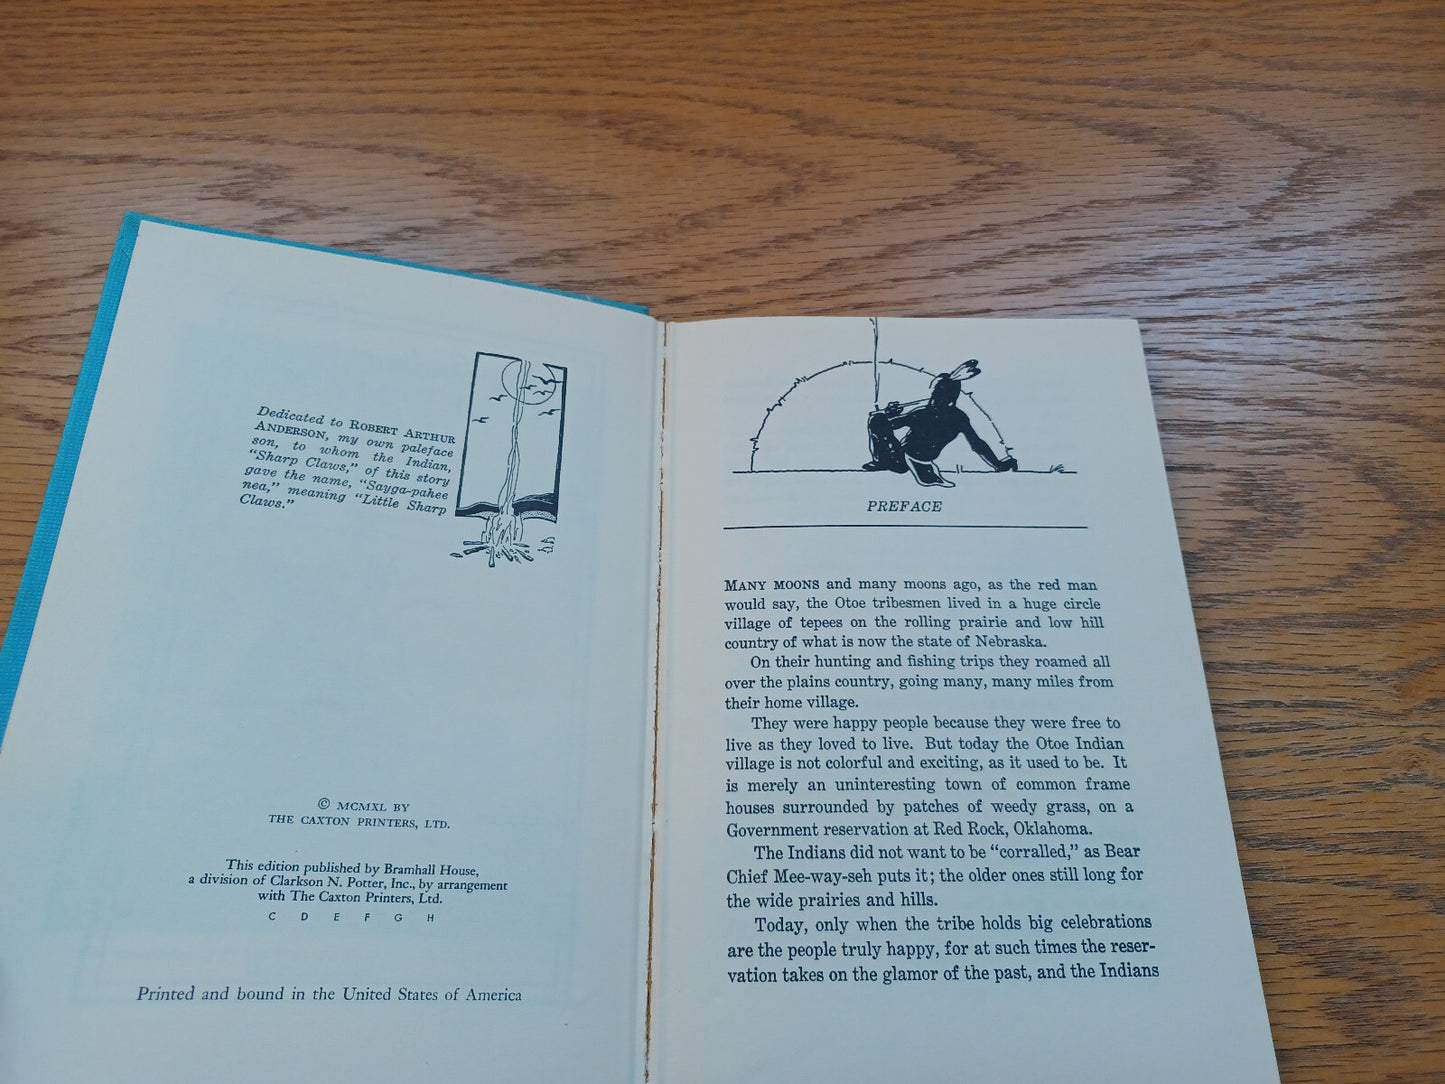 Dedicated to ROBERT ARTHUR
ANDERSON, my own paleface
son, to whom the Indian,
"Sharp Claws," of this story
gave the name, "Sayga-pahee
nea," meaning "Little Sharp
Claws."
© MCMXL BY
THE CAXTON PRINTERS, LTD.
This edition published by Bramhall House,
a division of Clarkson N. Potter, Inc., by arrangement
with The Caxton Printers, Ltd.
C D E F G H
Printed and bound in the United States of America
PREFACE
MANY MOONS and many moons ago, as the red man
would say, the Otoe tribesmen lived in a huge circle
village of tepees on the rolling prairie and low hill
country of what is now the state of Nebraska.
On their hunting and fishing trips they roamed all
over the plains country, going many, many miles from
their home village.
They were happy people because they were free to
live as they loved to live. But today the Otoe Indian
village is not colorful and exciting, as it used to be. It
is merely an uninteresting town of common frame
houses surrounded by patches of weedy grass, on a
Government reservation at Red Rock, Oklahoma.
The Indians did not want to be "corralled," as Bear
Chief Mee-way-seh puts it; the older ones still long for
the wide prairies and hills.
Today, only when the tribe holds big celebrations
are the people truly happy, for at such times the reser-
vation takes on the glamor of the past, and the Indians